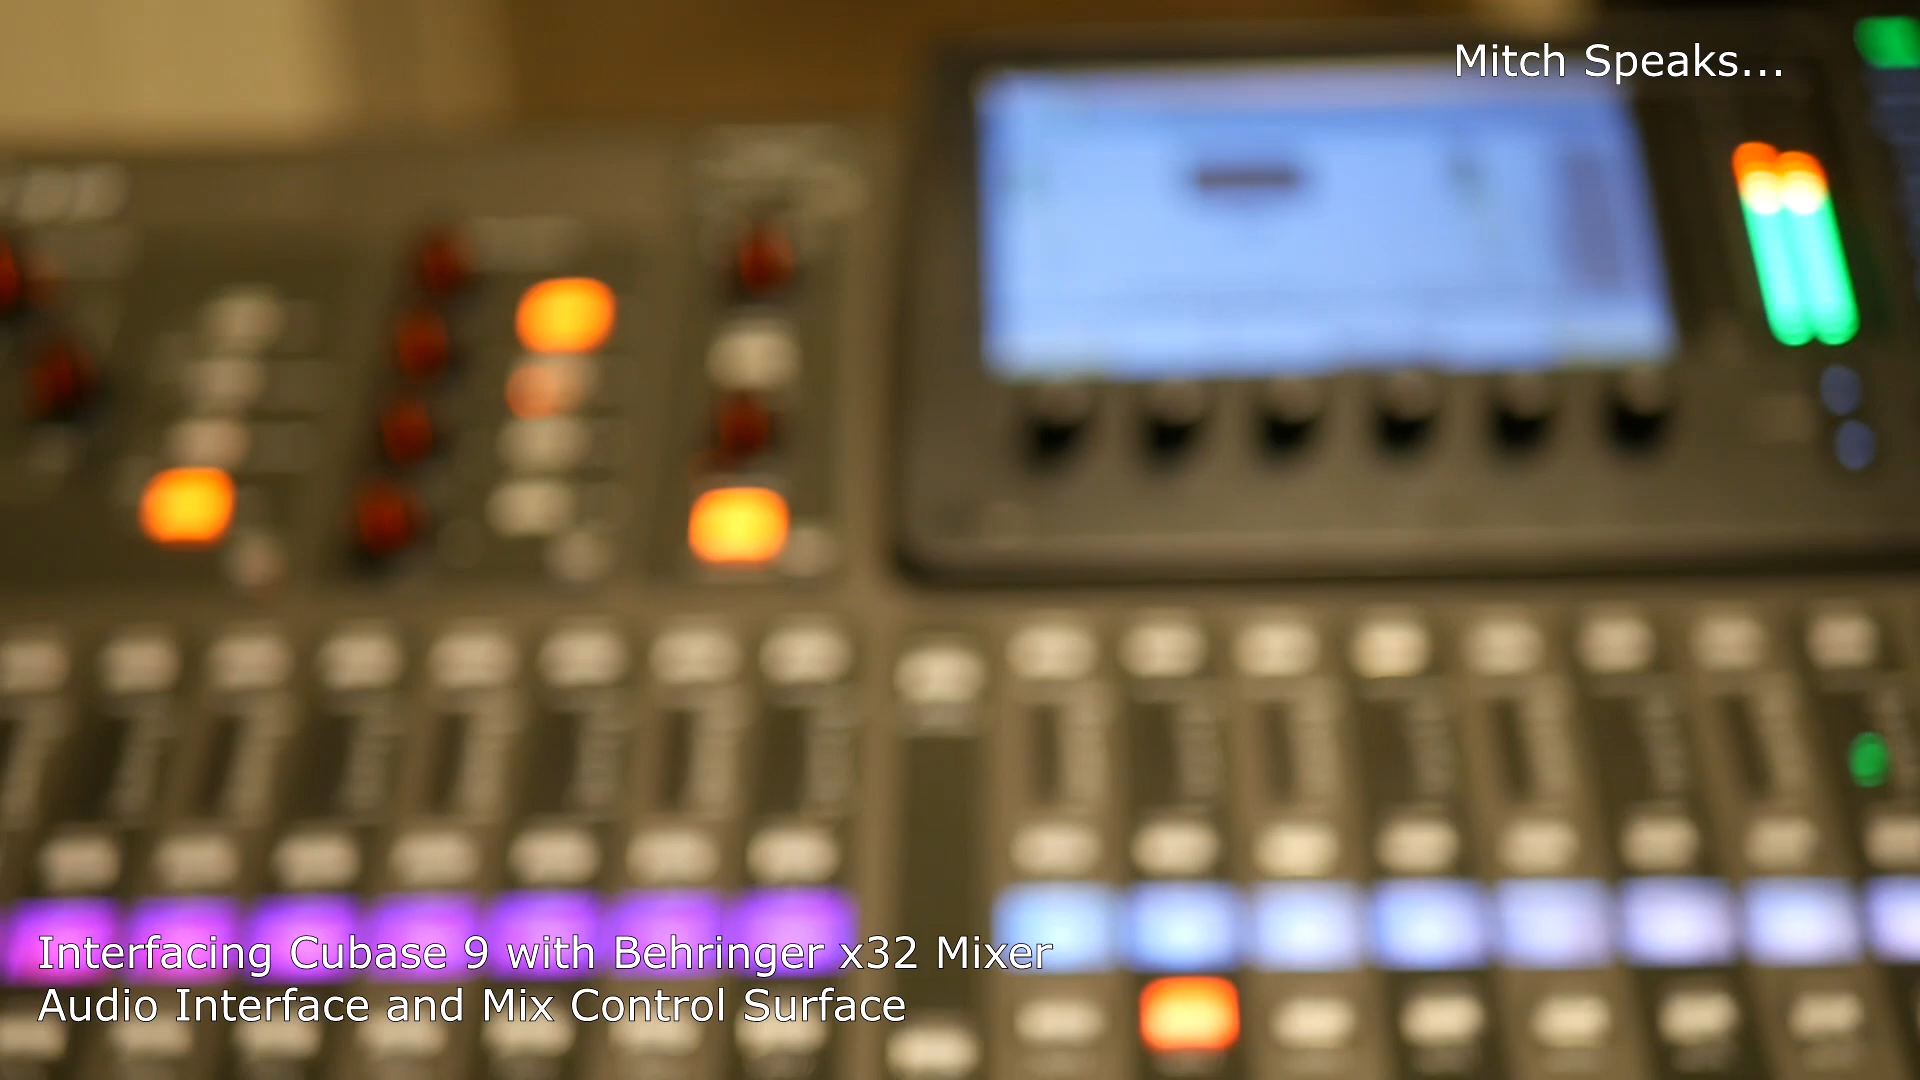 Mitch Speaks...
Interfacing Cubase 9 with Behringer x32 Mixer
Audio Interface and Mix Control Surface